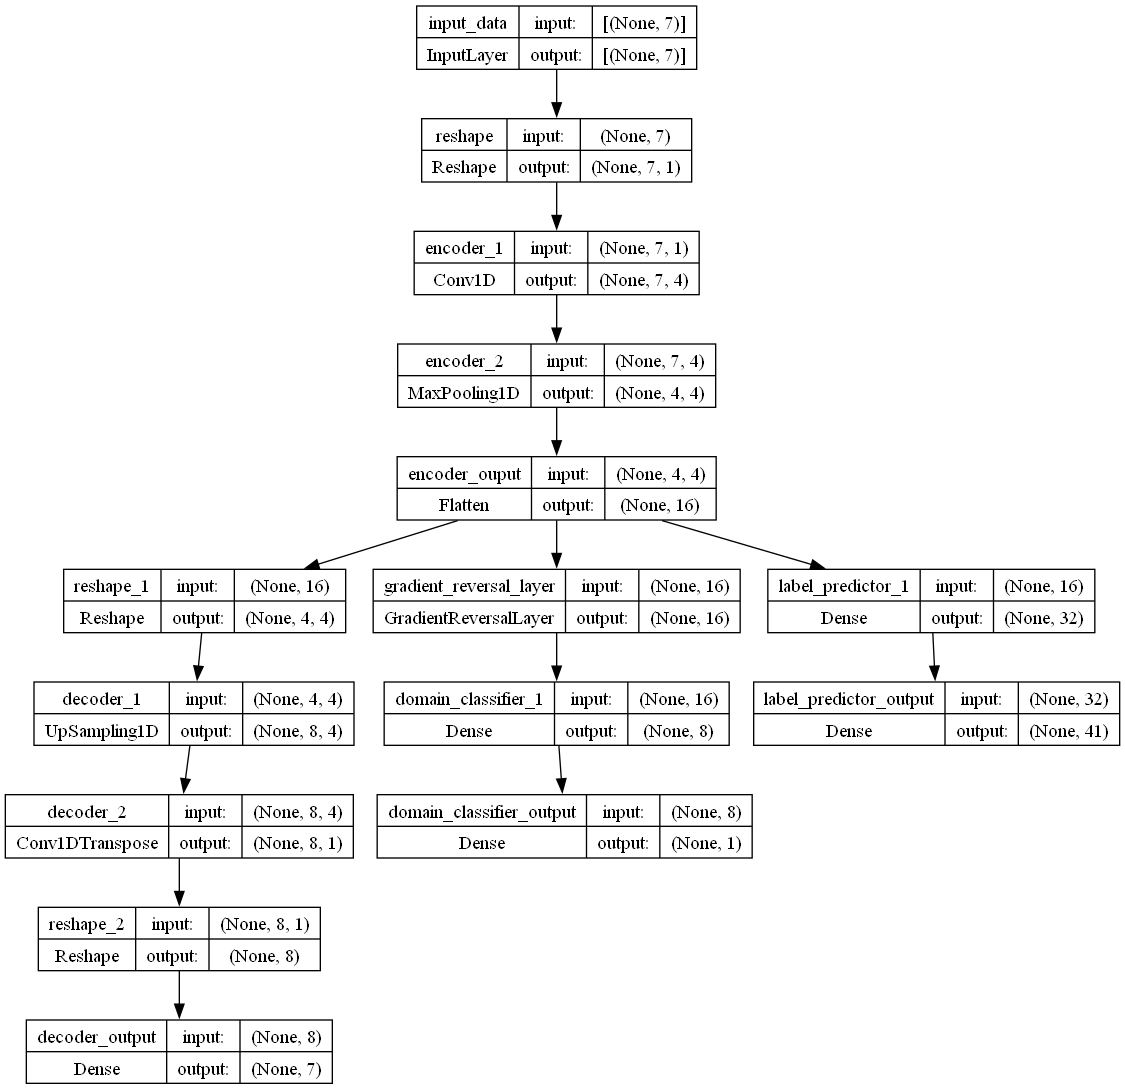 input_data input: [(None, 7)]
InputLayer output: [(None, 7)]
reshape input: (None, 7)
Reshape output: (None, 7, 1)
encoder_1 input: (None, 7, 1)
Conv1D output: (None, 7, 4)
encoder_2 input: (None, 7, 4)
MaxPooling1D output: (None, 4, 4)
encoder_ouput input: (None, 4, 4)
Flatten output: (None, 16)
reshape_1 input: (None, 16)
Reshape output: (None, 4, 4)
gradient_reversal_layer input: (None, 16)
GradientReversalLayer output: (None, 16)
label_predictor_1 input: (None, 16)
Dense output: (None, 32)
decoder_1 input: (None, 4, 4)
UpSampling1D output: (None, 8, 4)
domain_classifier_1 input: (None, 16)
Dense output: (None, 8)
label_predictor_output input: (None, 32)
Dense output: (None, 41)
decoder_2 input: (None, 8, 4)
Conv1DTranspose output: (None, 8, 1)
domain_classifier_output input: (None, 8)
Dense output: (None, 1)
reshape_2 input: (None, 8, 1)
Reshape output: (None, 8)
decoder_output input: (None, 8)
Dense output: (None, 7)